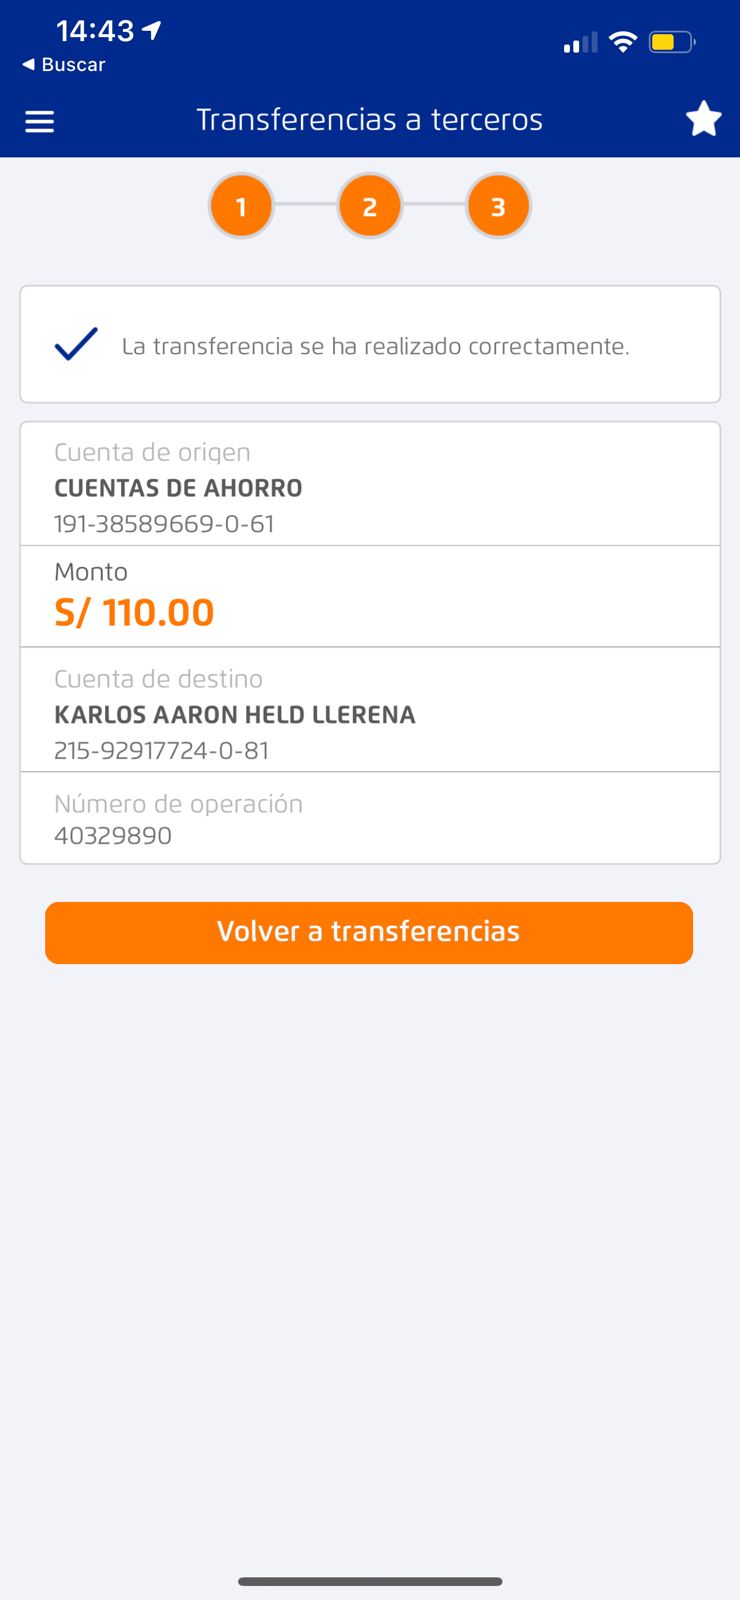 14:43
◀ Buscar
Transferencias a terceros
1 2 3
La transferencia se ha realizado correctamente.
Cuenta de origen
CUENTAS DE AHORRO
191-38589669-0-61
Monto
S/ 110.00
Cuenta de destino
KARLOS AARON HELD LLERENA
215-92917724-0-81
Número de operación
40329890
Volver a transferencias